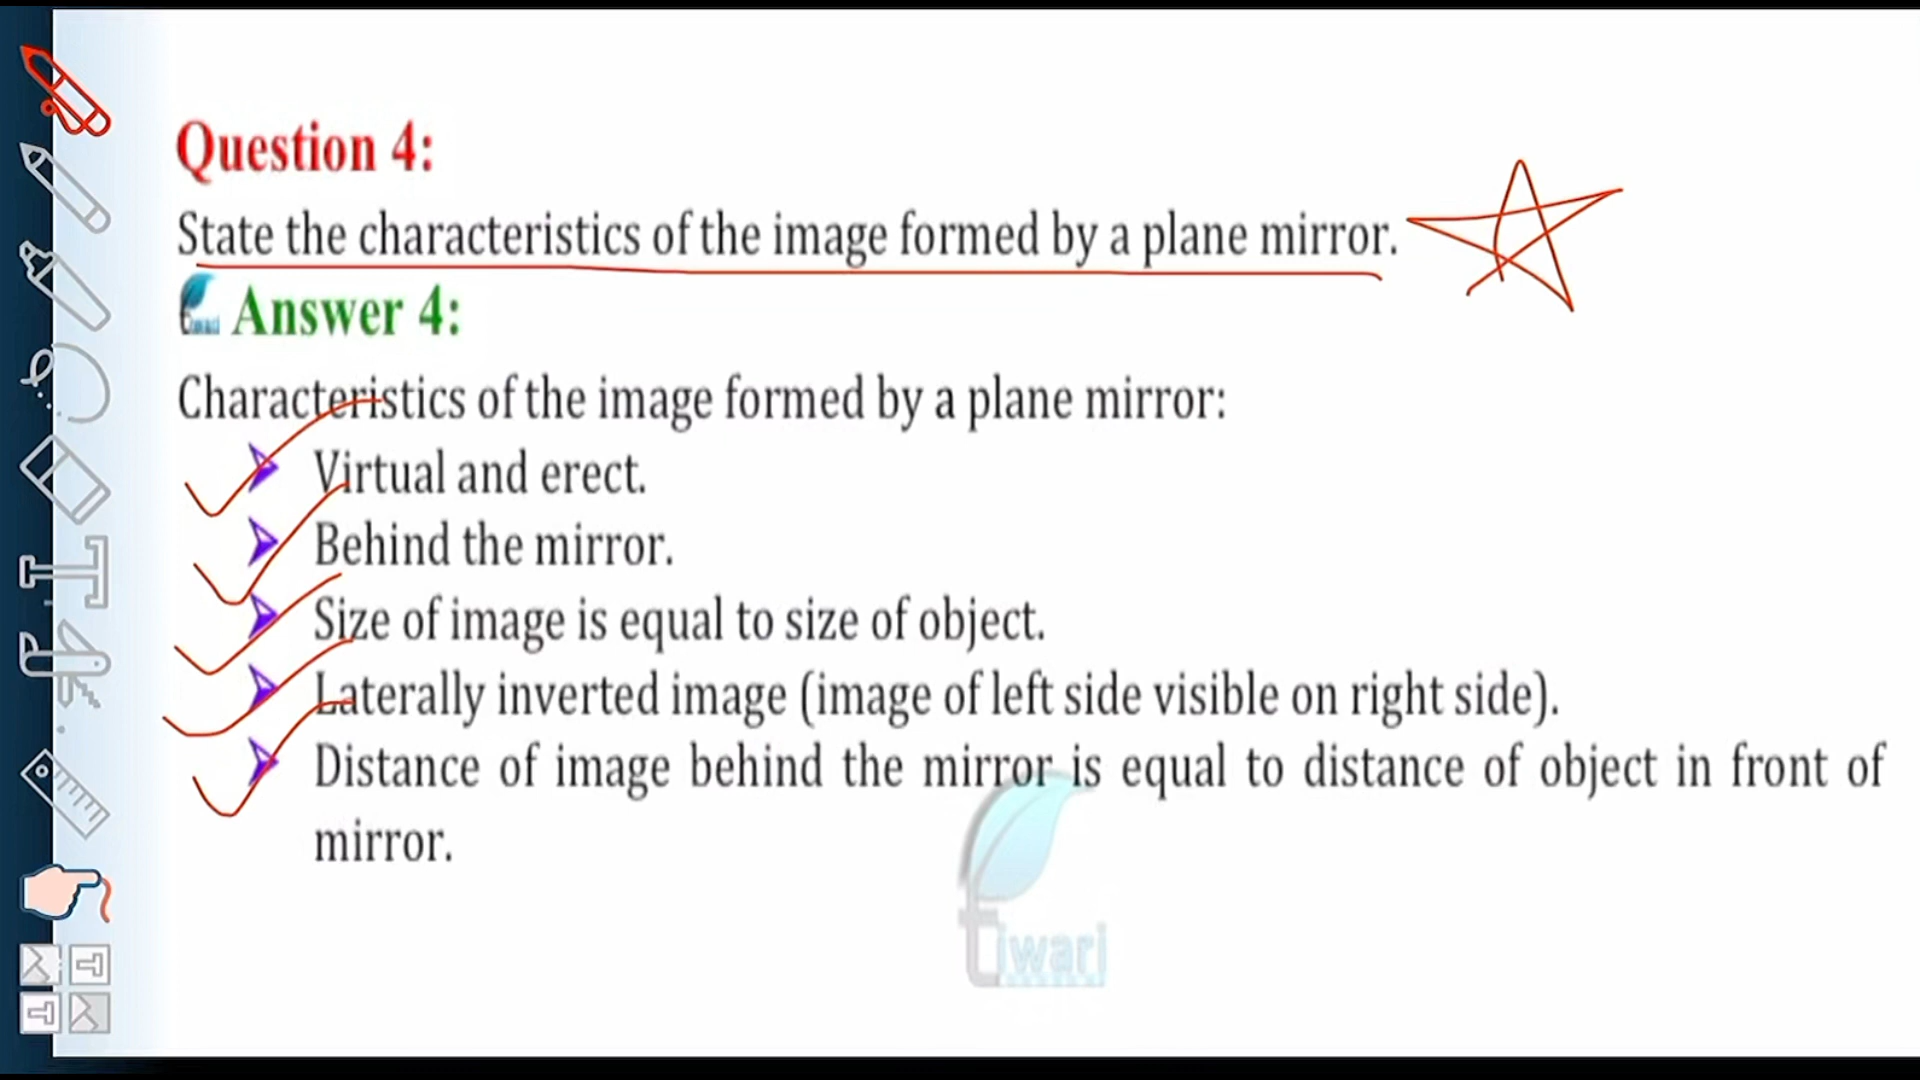 Question 4:
State the characteristics of the image formed by a plane mirror.
Answer 4:
Characteristics of the image formed by a plane mirror:
Virtual and erect.
Behind the mirror.
Size of image is equal to size of object.
Laterally inverted image (image of left side visible on right side).
Distance of image behind the mirror is equal to distance of object in front of
mirror.
tiwari